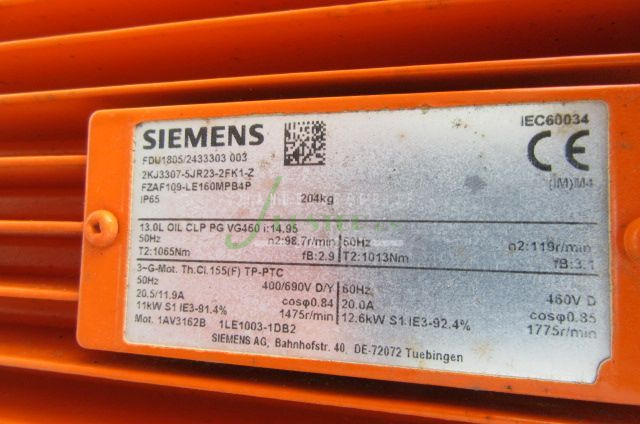 SIEMENS
IEC60034
FDU1805/2433303 003
2KJ3307-5JR23-2FK1-Z
FZAF109-LE160MPB4P
IP65 204kg (IM)M4
CE
13.0L OIL CLP PG VG460 i:14.95
50Hz n2:98.7r/min 60Hz n2:119r/min
T2:1065Nm fB:2.9 T2:1013Nm fB:3.1
3~G-Mot. Th.Cl.155(F) TP-PTC
50Hz 400/690V D/Y 60Hz 460V D
20.5/11.9A cosφ0.84 20.0A cosφ0.85
11kW S1 IE3-91.4% 1475r/min 12.6kW S1 IE3-92.4% 1775r/min
Mot. 1AV3162B 1LE1003-1DB2
SIEMENS AG, Bahnhofstr. 40, DE-72072 Tuebingen